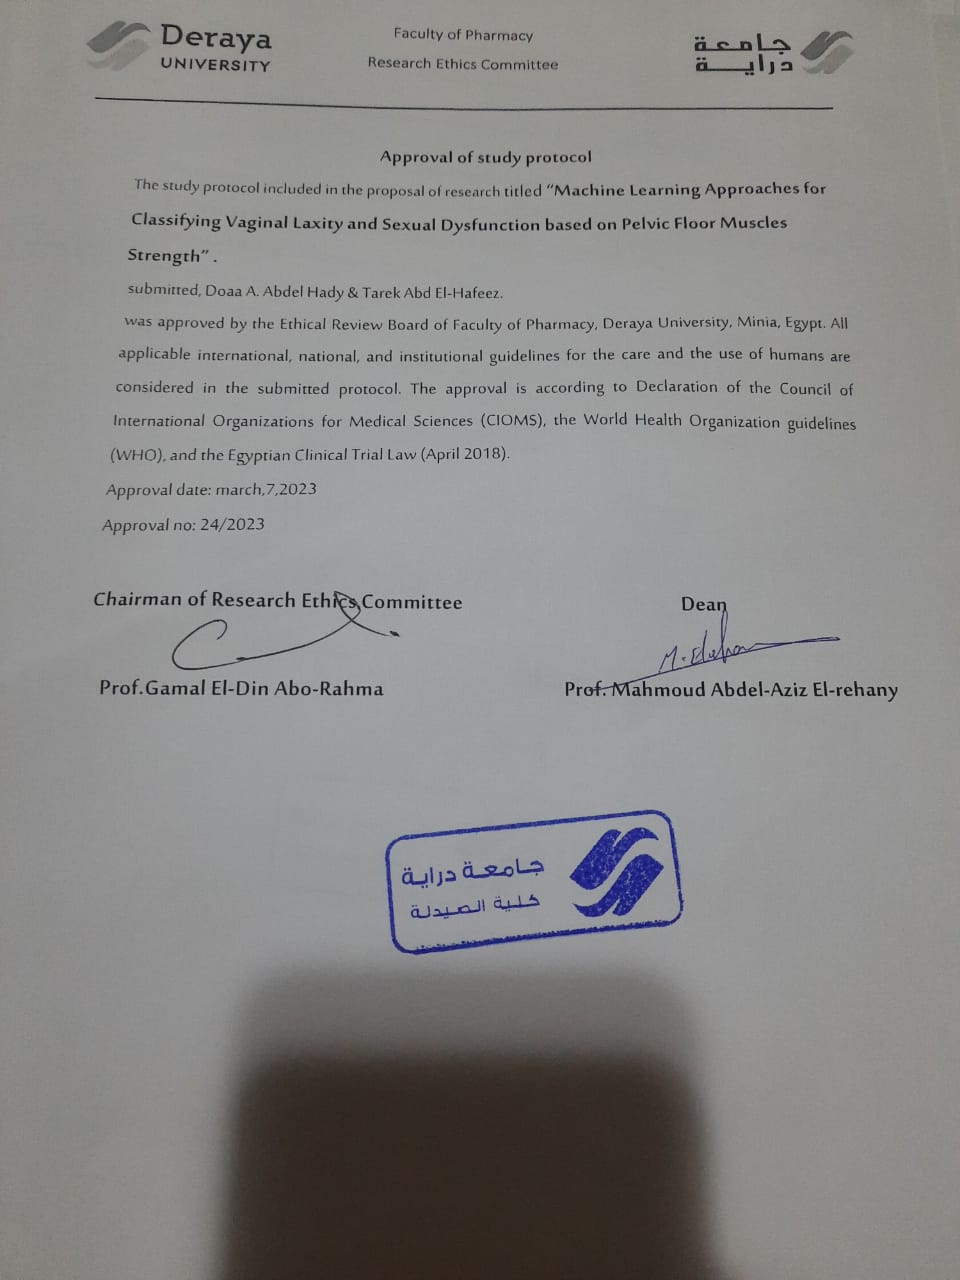 Deraya
UNIVERSITY
Faculty of Pharmacy
Research Ethics Committee
جامعة
دراية
Approval of study protocol
The study protocol included in the proposal of research titled “Machine Learning Approaches for
Classifying Vaginal Laxity and Sexual Dysfunction based on Pelvic Floor Muscles
Strength” .
submitted, Doaa A. Abdel Hady & Tarek Abd El-Hafeez.
was approved by the Ethical Review Board of Faculty of Pharmacy, Deraya University, Minia, Egypt. All
applicable international, national, and institutional guidelines for the care and the use of humans are
considered in the submitted protocol. The approval is according to Declaration of the Council of
International Organizations for Medical Sciences (CIOMS), the World Health Organization guidelines
(WHO), and the Egyptian Clinical Trial Law (April 2018).
Approval date: march,7,2023
Approval no: 24/2023
Chairman of Research Ethics Committee
Dean
Prof.Gamal El-Din Abo-Rahma
Prof. Mahmoud Abdel-Aziz El-rehany
جامعة دراية
كلية الصيدلة